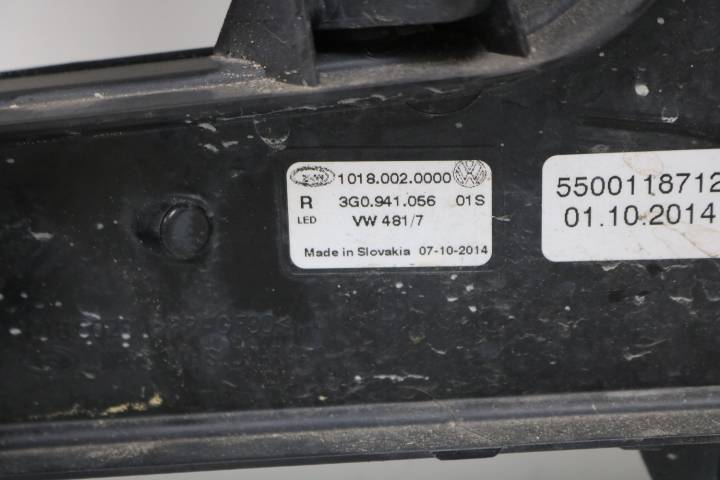 1018.002.0000
R 3G0.941.056 01S
LED VW 481/7
Made in Slovakia 07-10-2014
5500118712
01.10.2014